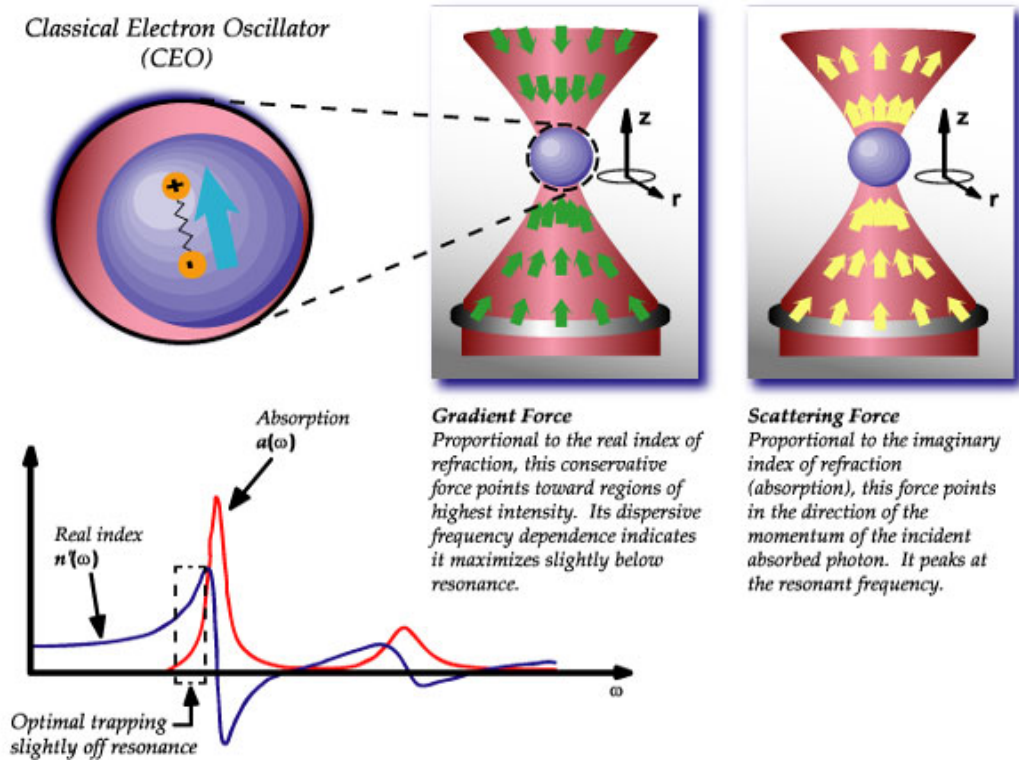 Classical Electron Oscillator
(CEO)
+
-
z
r
z
r
Gradient Force
Proportional to the real index of
refraction, this conservative
force points toward regions of
highest intensity.  Its dispersive
frequency dependence indicates
it maximizes slightly below
resonance.
Scattering Force
Proportional to the imaginary
index of refraction
(absorption), this force points
in the direction of the
momentum of the incident
absorbed photon.  It peaks at
the resonant frequency.
Absorption
a(ω)
Real index
n'(ω)
ω
Optimal trapping
slightly off resonance